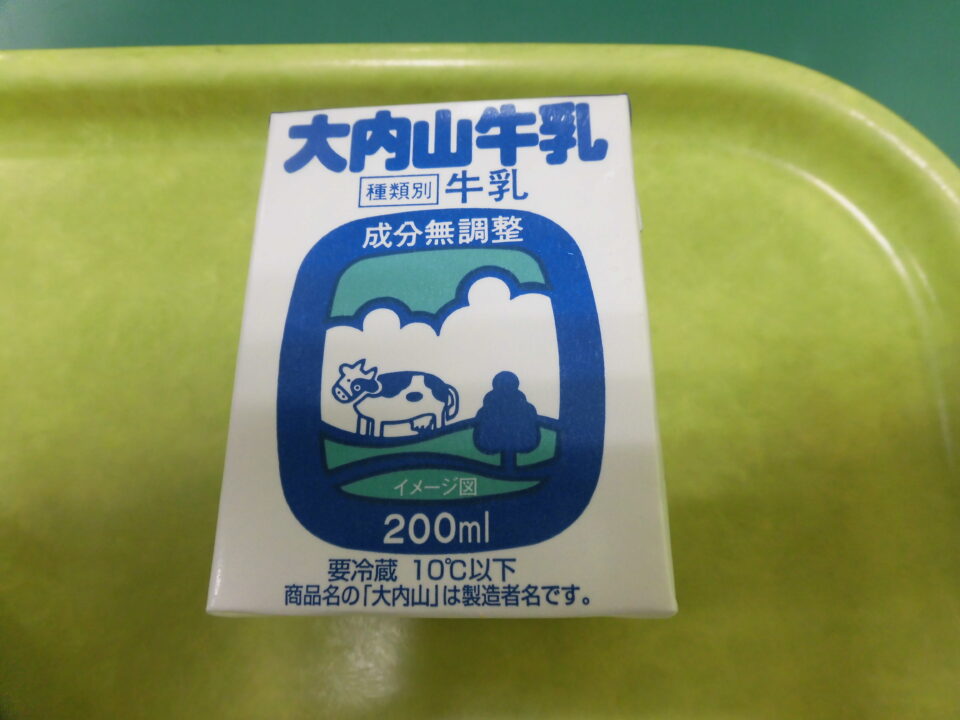 大内山牛乳
種類別 牛乳
成分無調整
イメージ図
200ml
要冷蔵 10℃以下
商品名の「大内山」は製造者名です。